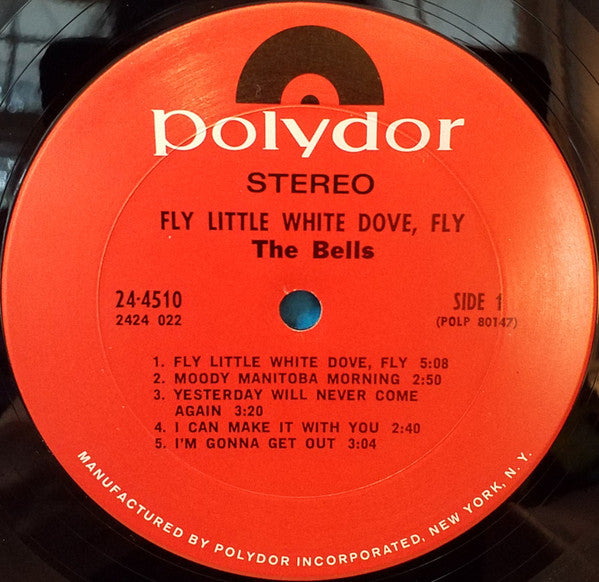 polydor
STEREO
FLY LITTLE WHITE DOVE, FLY
The Bells
24-4510
2424 022
SIDE 1
(POLP 80147)
1. FLY LITTLE WHITE DOVE, FLY 5:08
2. MOODY MANITOBA MORNING 2:50
3. YESTERDAY WILL NEVER COME
AGAIN 3:20
4. I CAN MAKE IT WITH YOU 2:40
5. I'M GONNA GET OUT 3:04
MANUFACTURED BY POLYDOR INCORPORATED, NEW YORK, N. Y.